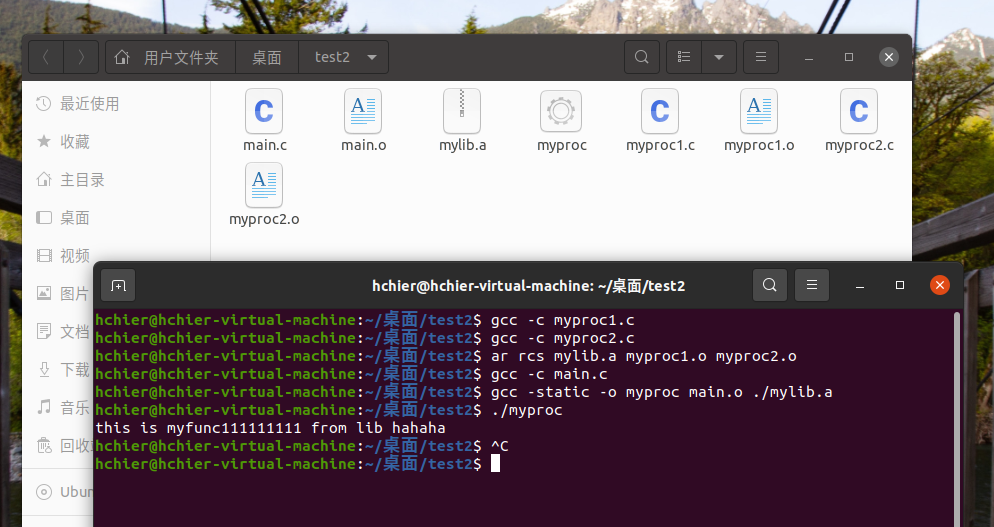 用户文件夹 桌面 test2
最近使用
收藏
主目录
桌面
视频
图片
文档
下载
音乐
Ubun
main.c main.o mylib.a myproc myproc1.c myproc1.o myproc2.c
myproc2.o
hchier@hchier-virtual-machine: ~/桌面/test2
hchier@hchier-virtual-machine:~/桌面/test2$ gcc -c myproc1.c
hchier@hchier-virtual-machine:~/桌面/test2$ gcc -c myproc2.c
hchier@hchier-virtual-machine:~/桌面/test2$ ar rcs mylib.a myproc1.o myproc2.o
hchier@hchier-virtual-machine:~/桌面/test2$ gcc -c main.c
hchier@hchier-virtual-machine:~/桌面/test2$ gcc -static -o myproc main.o ./mylib.a
hchier@hchier-virtual-machine:~/桌面/test2$ ./myproc
this is myfunc111111111 from lib hahaha
hchier@hchier-virtual-machine:~/桌面/test2$ ^C
hchier@hchier-virtual-machine:~/桌面/test2$